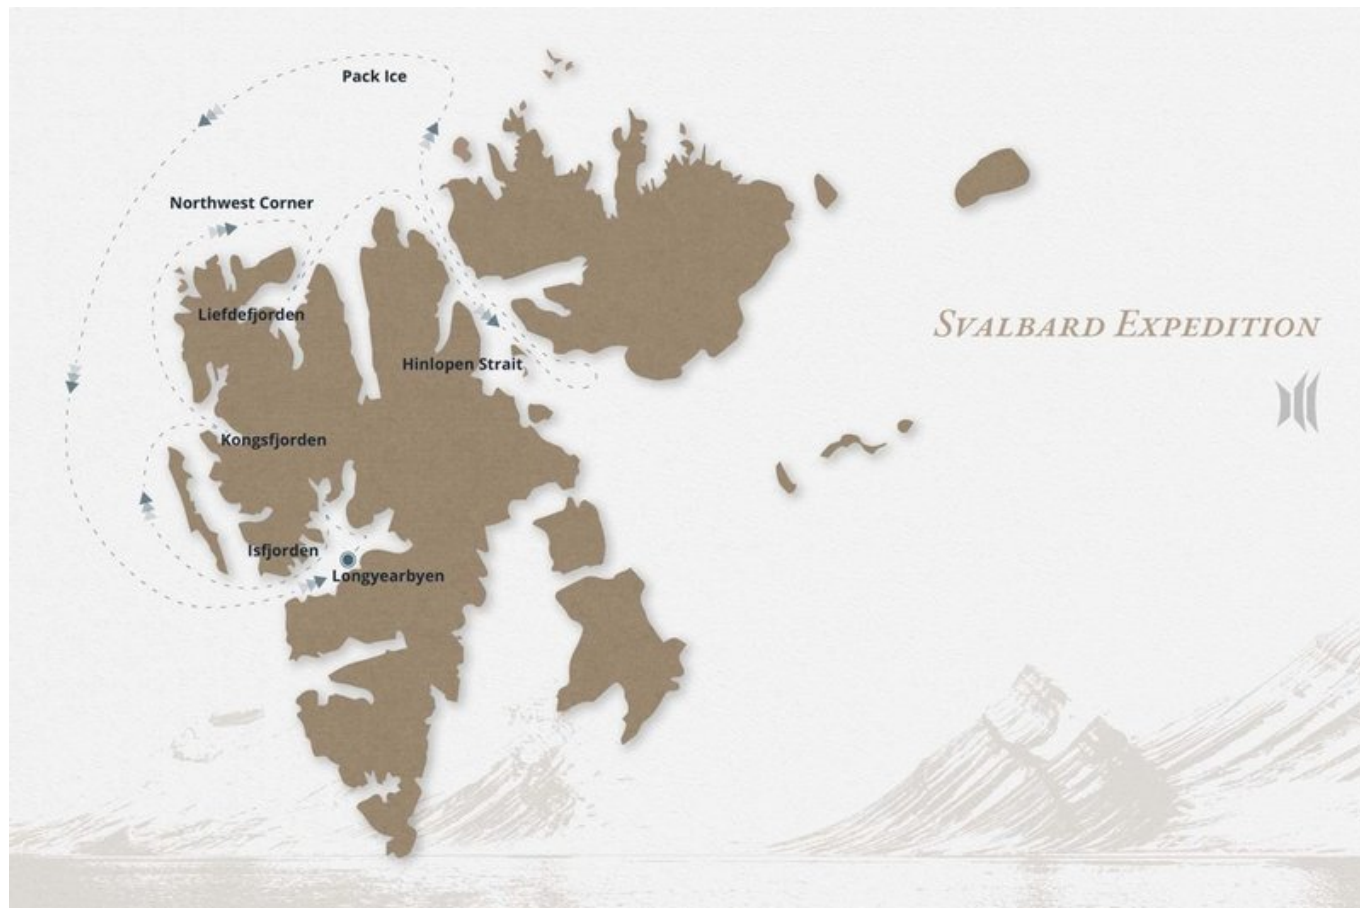 Pack Ice
Northwest Corner
Liefdefjorden
SVALBARD EXPEDITION
Hinlopen Strait
Kongsfjorden
Isfjorden
Longyearbyen